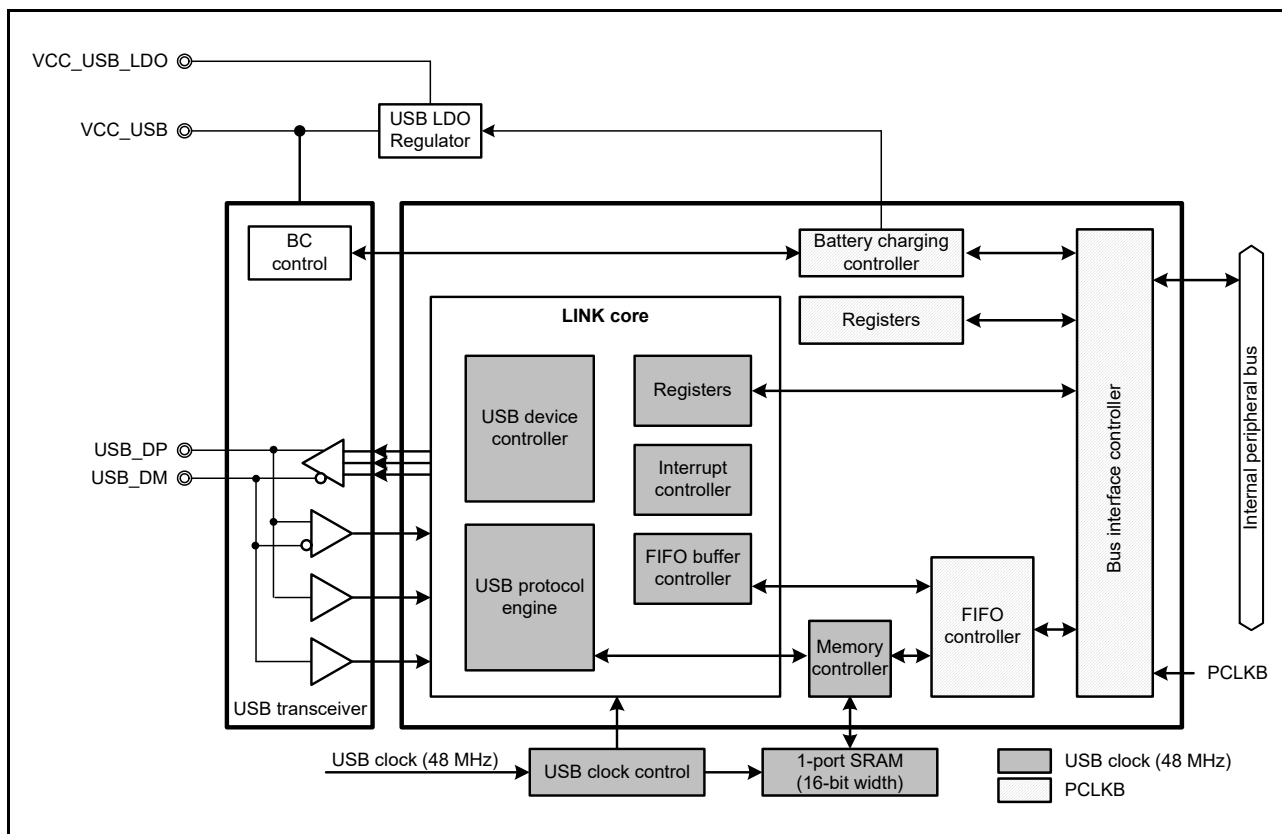 VCC_USB_LDO
VCC_USB
USB LDO
Regulator
BC
control
Battery charging
controller
Registers
LINK core
USB device
controller
Registers
Interrupt
controller
USB_DP
USB_DM
USB protocol
engine
FIFO buffer
controller
Memory
controller
FIFO
controller
Bus interface controller
Internal peripheral bus
PCLKB
USB transceiver
USB clock (48 MHz)
USB clock control
1-port SRAM
(16-bit width)
USB clock (48 MHz)
PCLKB